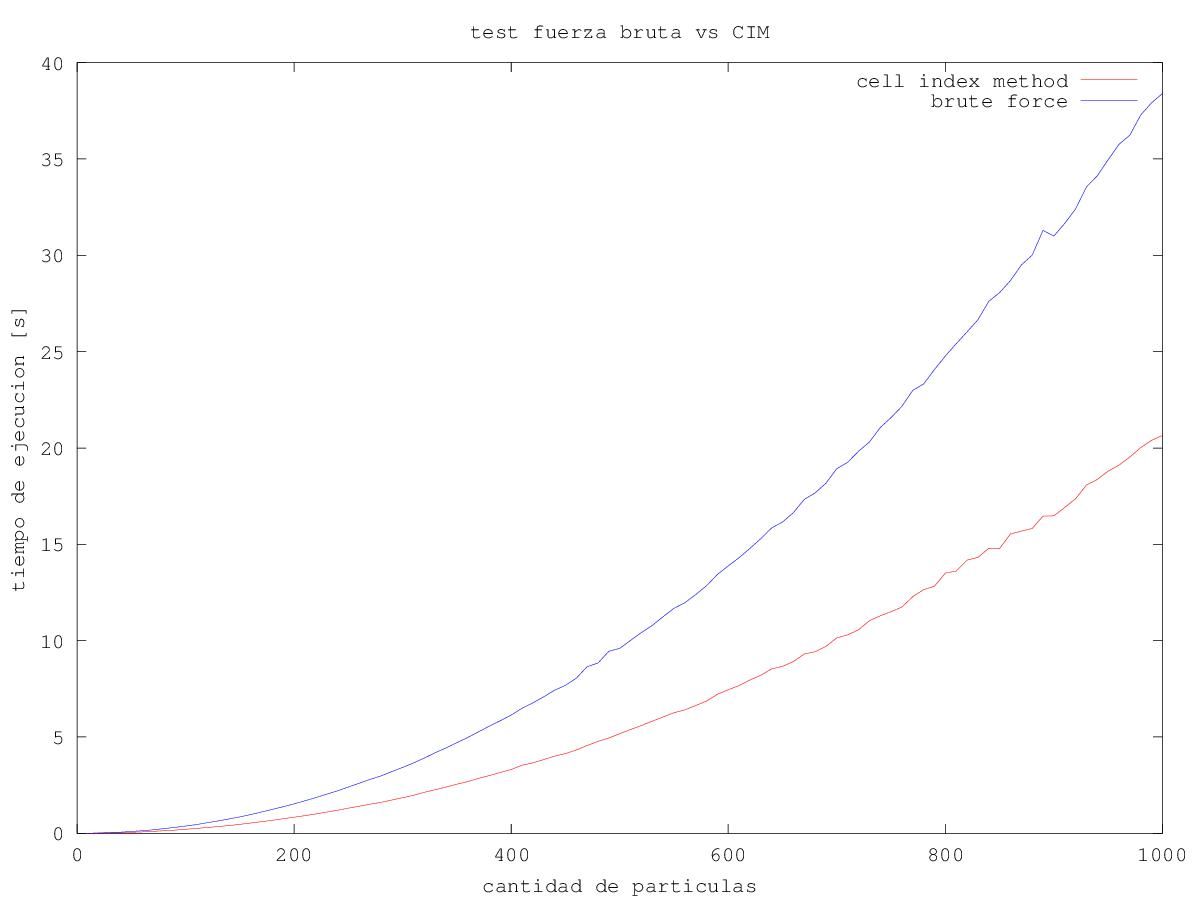 test fuerza bruta vs CIM
cell index method
brute force
40
35
30
25
20
15
10
5
0
tiempo de ejecucion [s]
0 200 400 600 800 1000
cantidad de particulas